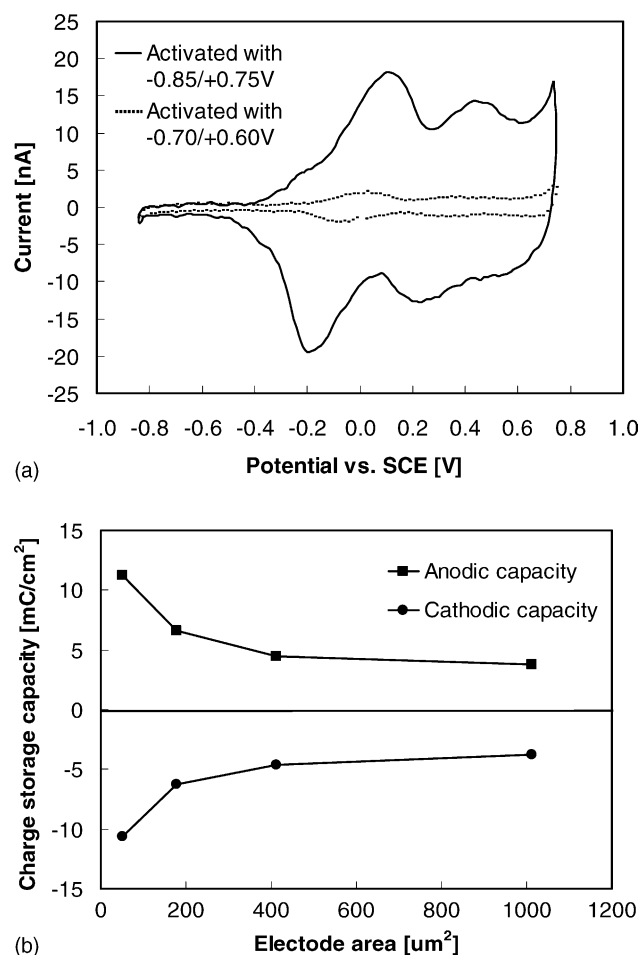 (a)
25
20
15
10
5
0
-5
-10
-15
-20
-25
Current [nA]
Activated with
-0.85/+0.75V
Activated with
-0.70/+0.60V
-1.0 -0.8 -0.6 -0.4 -0.2 0.0 0.2 0.4 0.6 0.8 1.0
Potential vs. SCE [V]
(b)
15
10
5
0
-5
-10
-15
Charge storage capacity [mC/cm²]
Anodic capacity
Cathodic capacity
0 200 400 600 800 1000 1200
Electode area [um²]